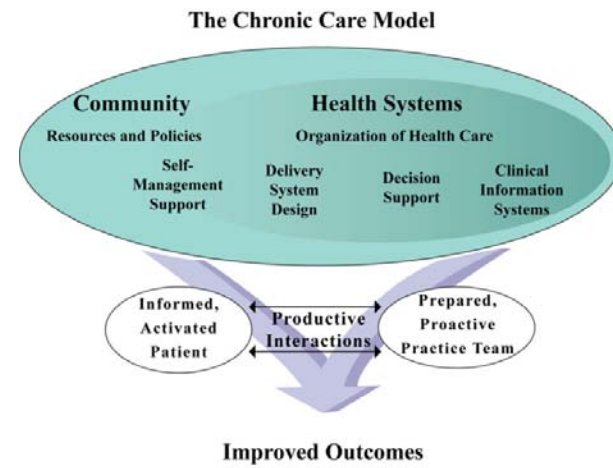 The Chronic Care Model
Community
Health Systems
Resources and Policies
Organization of Health Care
Self-
Management
Support
Delivery
System
Design
Decision
Support
Clinical
Information
Systems
Informed,
Activated
Patient
Productive
Interactions
Prepared,
Proactive
Practice Team
Improved Outcomes